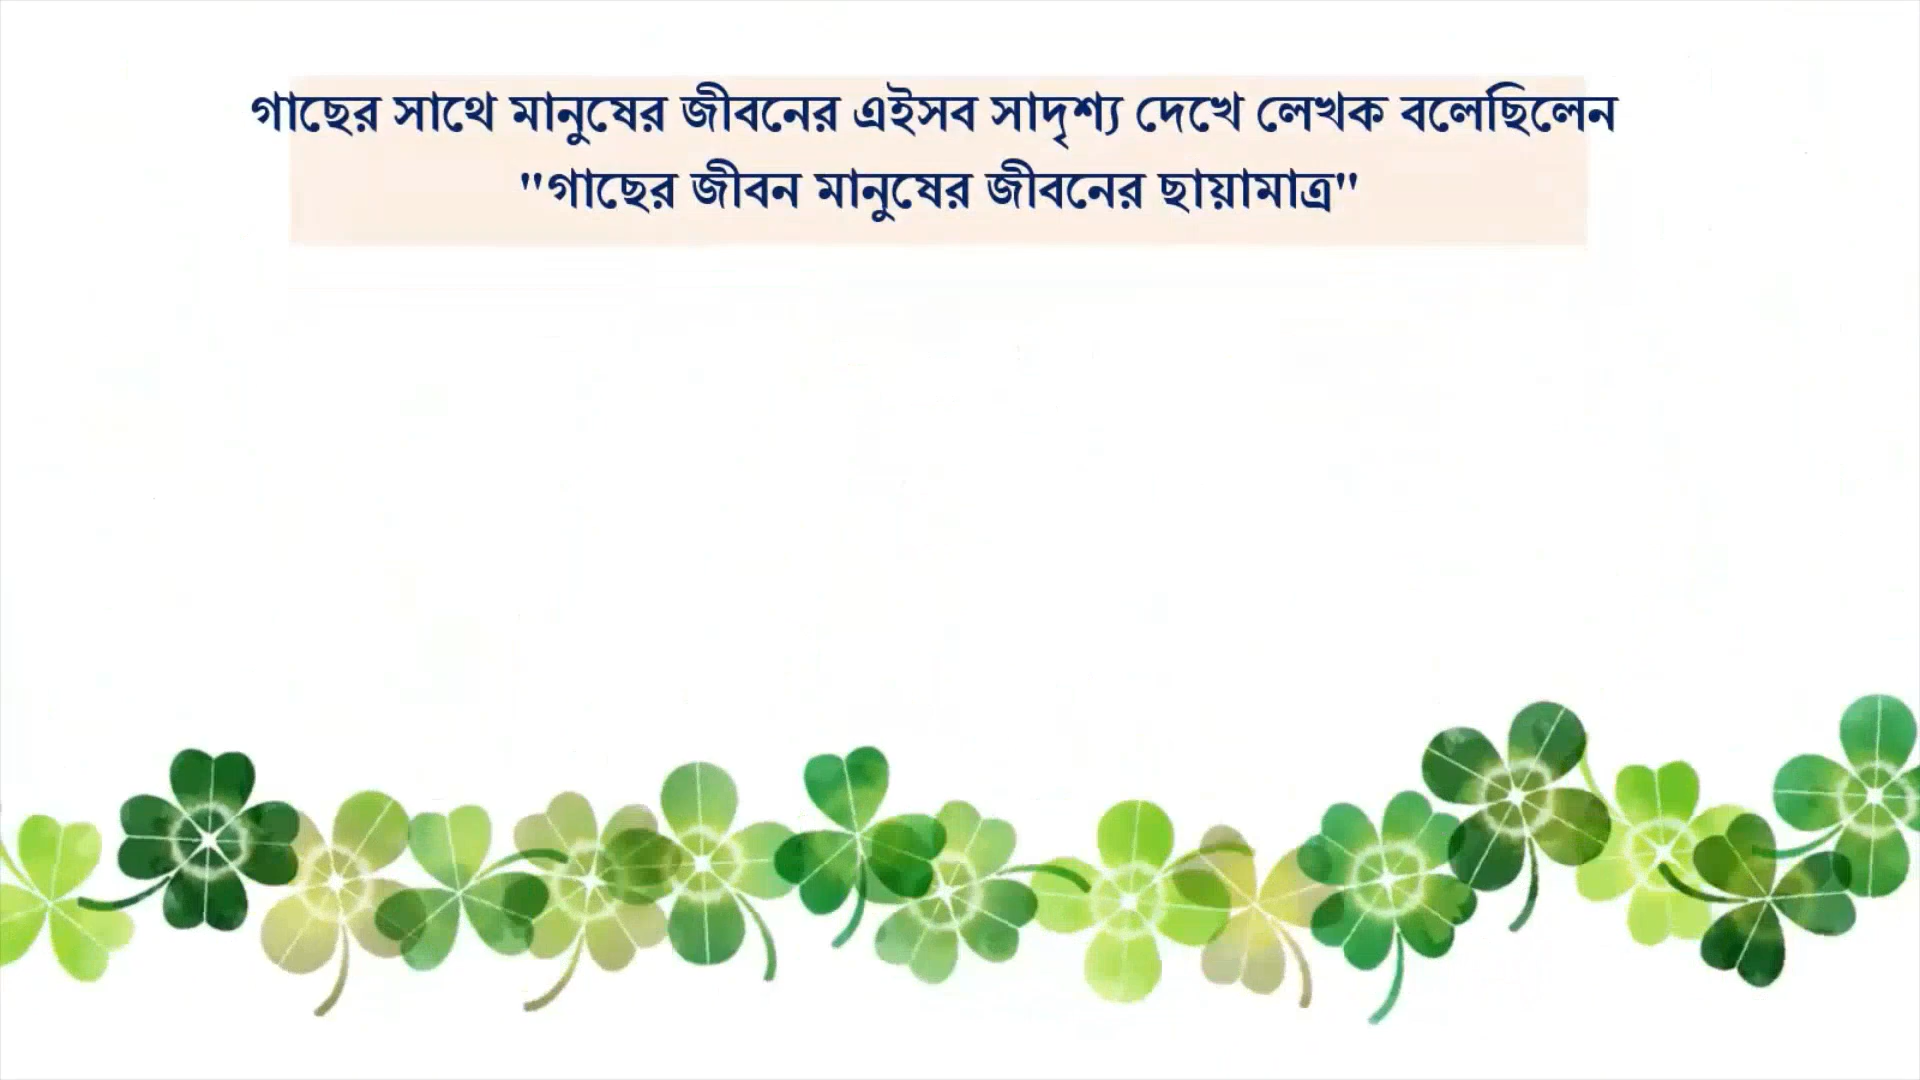 গাছের সাথে মানুষের জীবনের এইসব সাদৃশ্য দেখে লেখক বলেছিলেন
"গাছের জীবন মানুষের জীবনের ছায়ামাত্র"